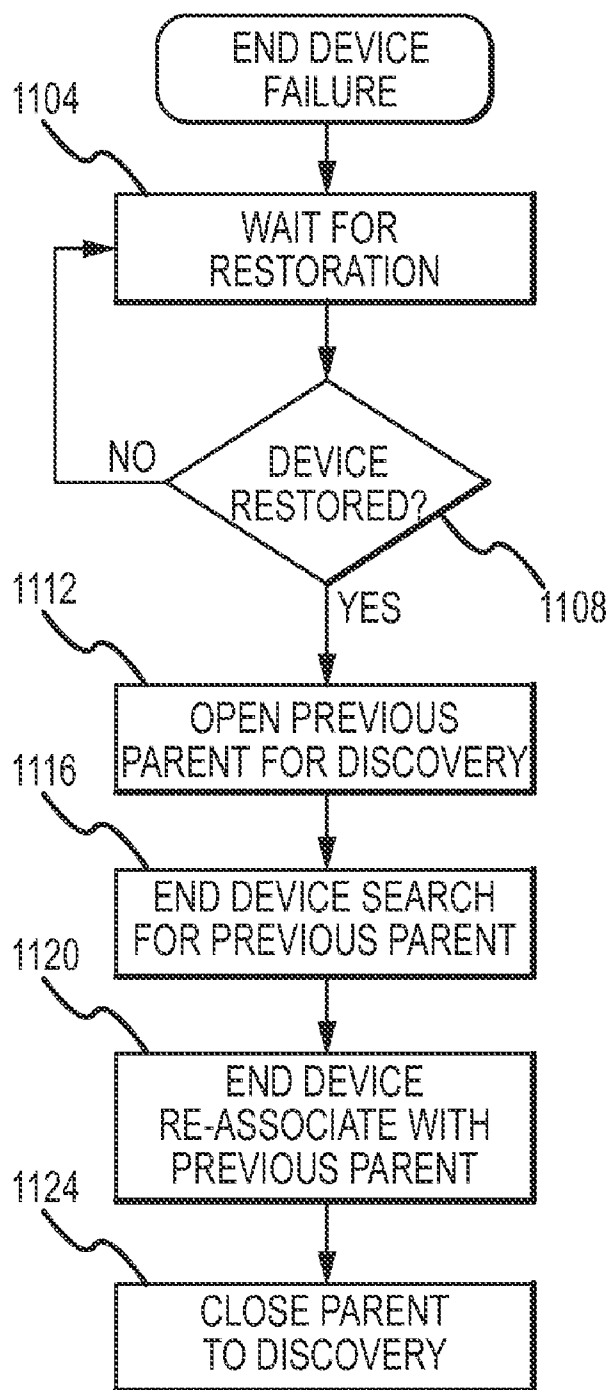 END DEVICE
FAILURE
1104
WAIT FOR
RESTORATION
NO
DEVICE
RESTORED?
1108
YES
1112
OPEN PREVIOUS
PARENT FOR DISCOVERY
1116
END DEVICE SEARCH
FOR PREVIOUS PARENT
1120
END DEVICE
RE-ASSOCIATE WITH
PREVIOUS PARENT
1124
CLOSE PARENT
TO DISCOVERY